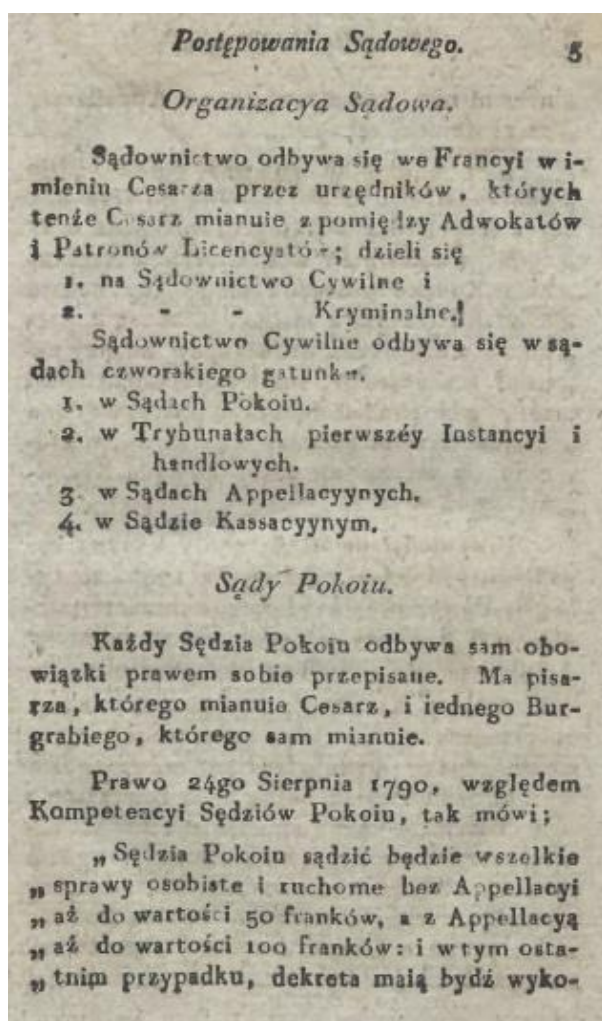 Postępowania Sądowego. 5
Organizacya Sądowa.
Sądownictwo odbywa się we Francyi w i-
mieniu Cesarza przez urzędników, których
tenże Cesarz mianuie z pomiędzy Adwokatów
i Patronów Licencyatów; dzieli się
1. na Sądownictwo Cywilne i
2. - - Kryminalne.
Sądownictwo Cywilne odbywa się w są-
dach czworakiego gatunku.
1. w Sądach Pokoiu.
2. w Trybunałach pierwszéy Instancyi i
handlowych.
3. w Sądach Appellacyynych.
4. w Sądzie Kassacyynym.
Sądy Pokoiu.
Każdy Sędzia Pokoiu odbywa sam obo-
wiązki prawem sobie przepisane. Ma pisa-
rza, którego mianuie Cesarz, i iednego Bur-
grabiego, którego sam mianuie.
Prawo 24go Sierpnia 1790, względem
Kompetencyi Sędziów Pokoiu, tak mówi;
„Sędzia Pokoiu sądzić będzie wszelkie
„sprawy osobiste i ruchome bez Appellacyi
„aż do wartości 50 franków, a z Appellacyą
„aż do wartości 100 franków: i w tym osta-
„tnim przypadku, dekreta maią bydź wyko-